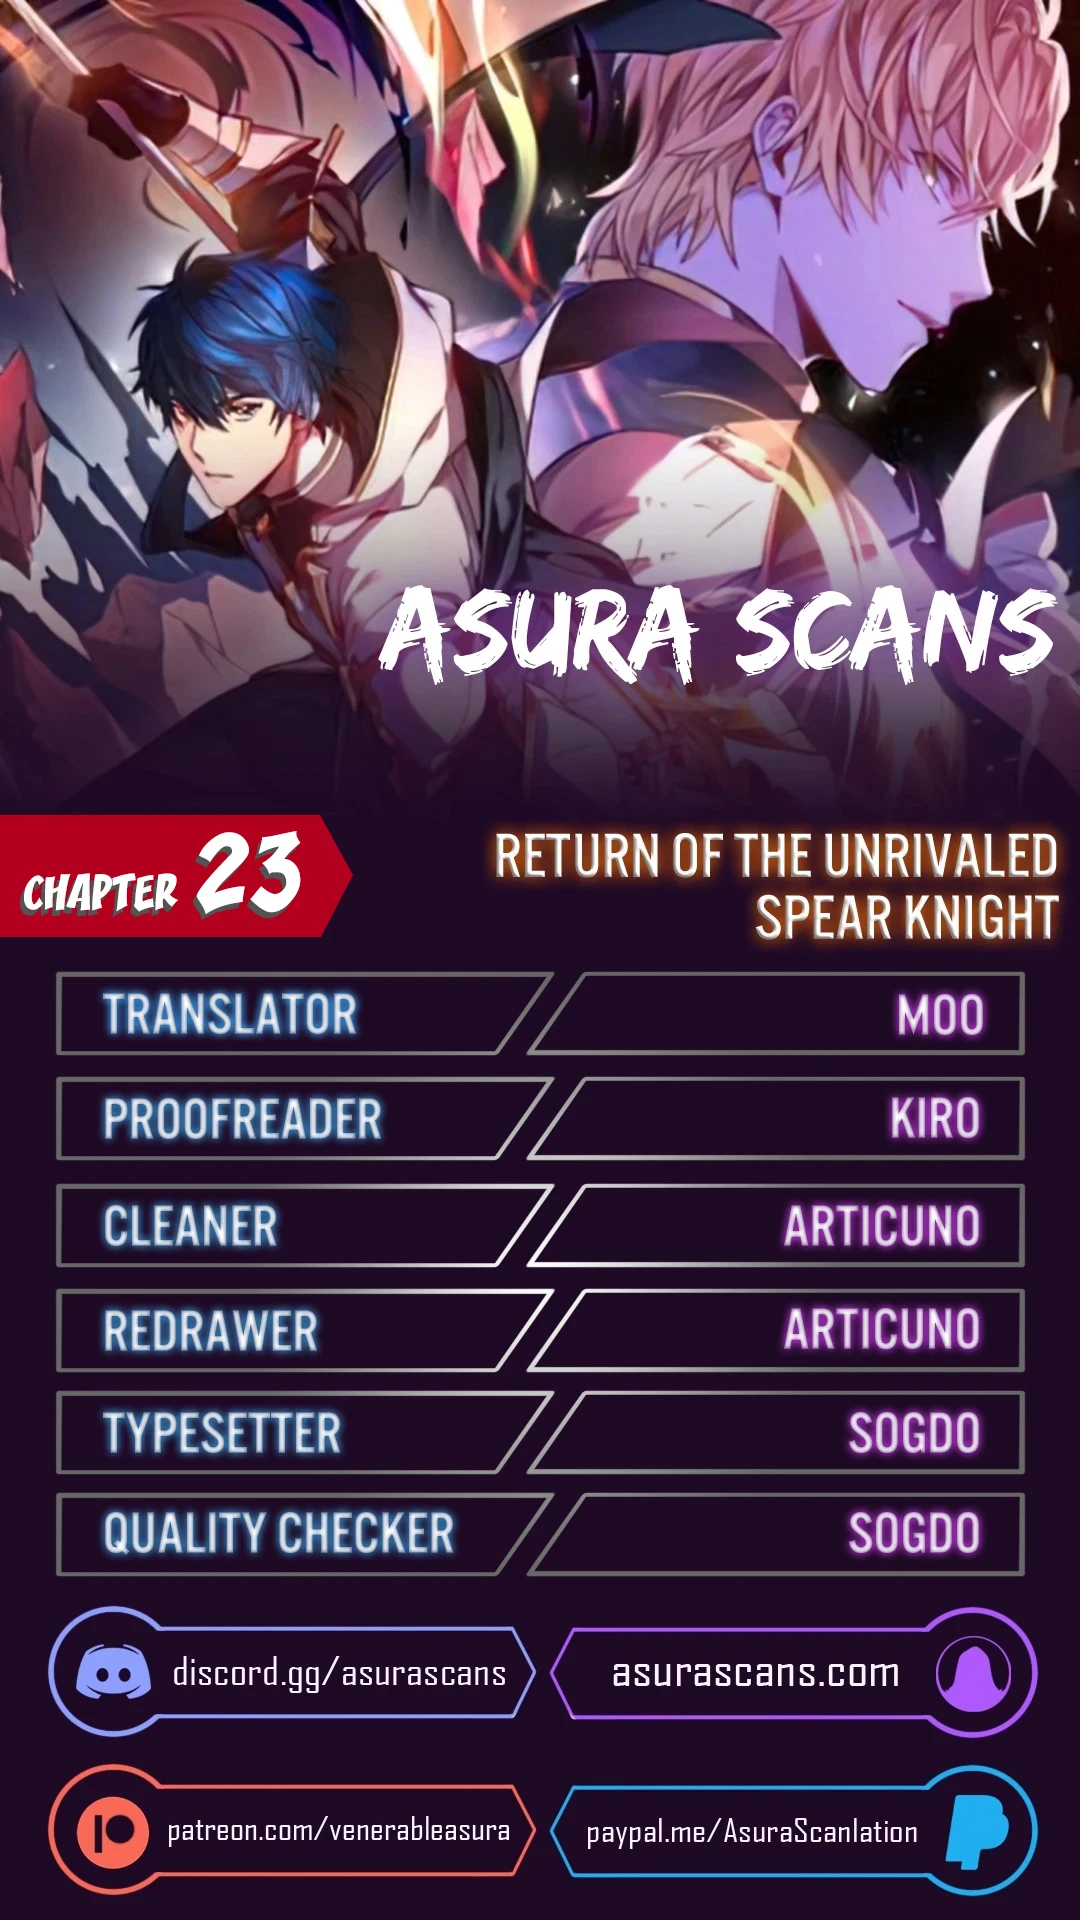 ASURA SCANS
CHAPTER 23
RETURN OF THE UNRIVALED
SPEAR KNIGHT
TRANSLATOR MOO
PROOFREADER KIRO
CLEANER ARTICUNO
REDRAWER ARTICUNO
TYPESETTER SOGDO
QUALITY CHECKER SOGDO
discord.gg/asurascans
asurascans.com
patreon.com/venerableasura
paypal.me/AsuraScanlation